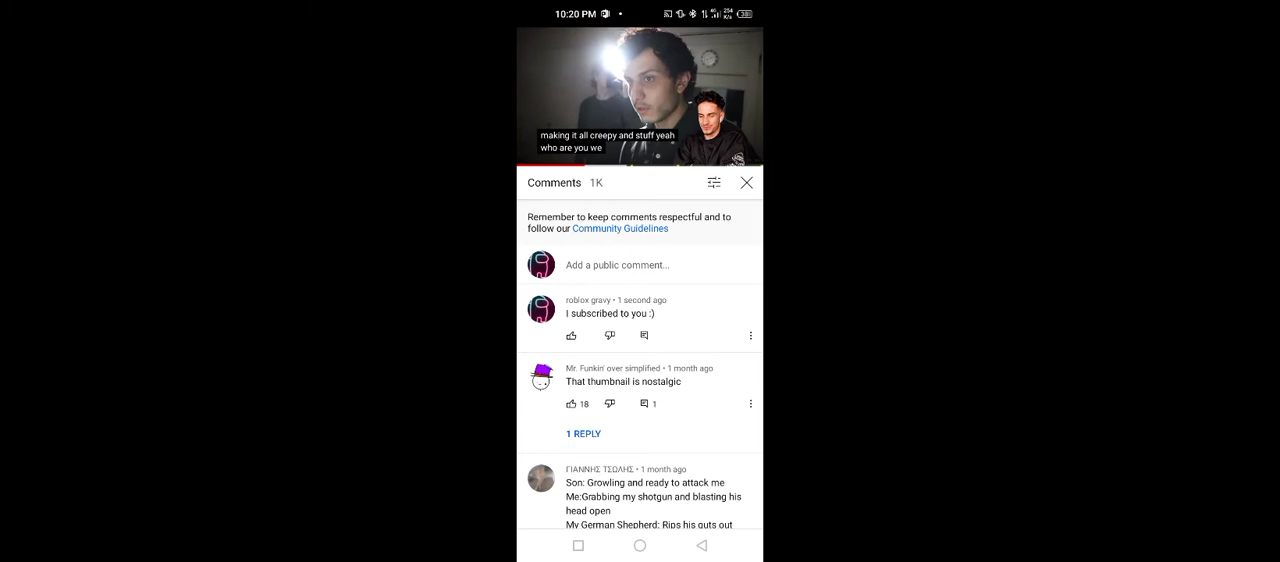 10:20 PM
4G
254
K/s
38
making it all creepy and stuff yeah
who are you we
Comments 1K
Remember to keep comments respectful and to
follow our Community Guidelines
Add a public comment...
roblox gravy • 1 second ago
I subscribed to you :)
Mr. Funkin' over simplified • 1 month ago
That thumbnail is nostalgic
18
1
1 REPLY
ΓΙΑΝΝΗΣ ΤΣΩΛΗΣ • 1 month ago
Son: Growling and ready to attack me
Me:Grabbing my shotgun and blasting his
head open
My German Shepherd: Rips his guts out